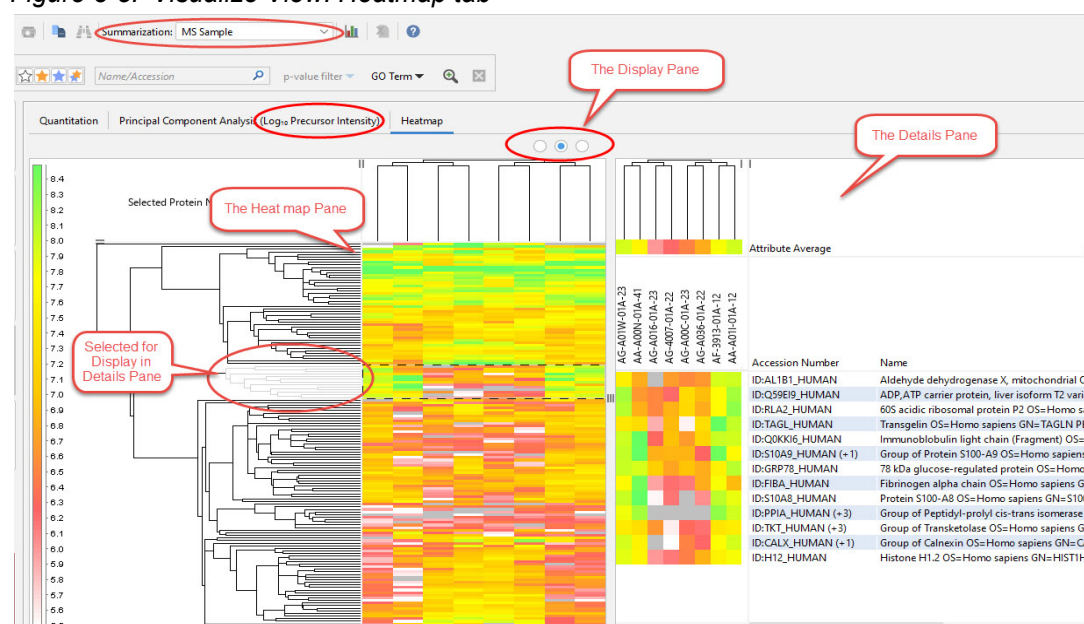 Figure 3-5: Visualize View: Heatmap tab
Summarization: MS Sample
Name/Accession
p-value filter
GO Term
The Display Pane
Quantitation
Principal Component Analysis (Log₁₀ Precursor Intensity)
Heatmap
The Details Pane
8.4
8.3
8.2
8.1
8.0
7.9
7.8
7.7
7.6
7.5
7.4
7.3
7.2
7.1
7.0
6.9
6.8
6.7
6.6
6.5
6.4
6.3
6.2
6.1
6.0
5.9
5.8
5.7
5.6
Selected Protein
The Heat map Pane
Selected for
Display in
Details Pane
Attribute Average
AG-A01W-01A-23
AA-A00N-01A-41
AG-A016-01A-23
AG-4007-01A-22
AG-A00C-01A-23
AG-A036-01A-22
AF-3913-01A-12
AA-A01I-01A-12
Accession Number Name
ID:AL1B1_HUMAN Aldehyde dehydrogenase X, mitochondrial
ID:Q59EI9_HUMAN ADP,ATP carrier protein, liver isoform T2 vari
ID:RLA2_HUMAN 60S acidic ribosomal protein P2 OS=Homo s
ID:TAGL_HUMAN Transgelin OS=Homo sapiens GN=TAGLN PE
ID:Q0KKI6_HUMAN Immunoblobulin light chain (Fragment) OS=
ID:S10A9_HUMAN (+1) Group of Protein S100-A9 OS=Homo sapiens
ID:GRP78_HUMAN 78 kDa glucose-regulated protein OS=Homo
ID:FIBA_HUMAN Fibrinogen alpha chain OS=Homo sapiens G
ID:S10A8_HUMAN Protein S100-A8 OS=Homo sapiens GN=S10
ID:PPIA_HUMAN (+3) Group of Peptidyl-prolyl cis-trans isomerase
ID:TKT_HUMAN (+3) Group of Transketolase OS=Homo sapiens G
ID:CALX_HUMAN (+1) Group of Calnexin OS=Homo sapiens GN=CA
ID:H12_HUMAN Histone H1.2 OS=Homo sapiens GN=HIST1H